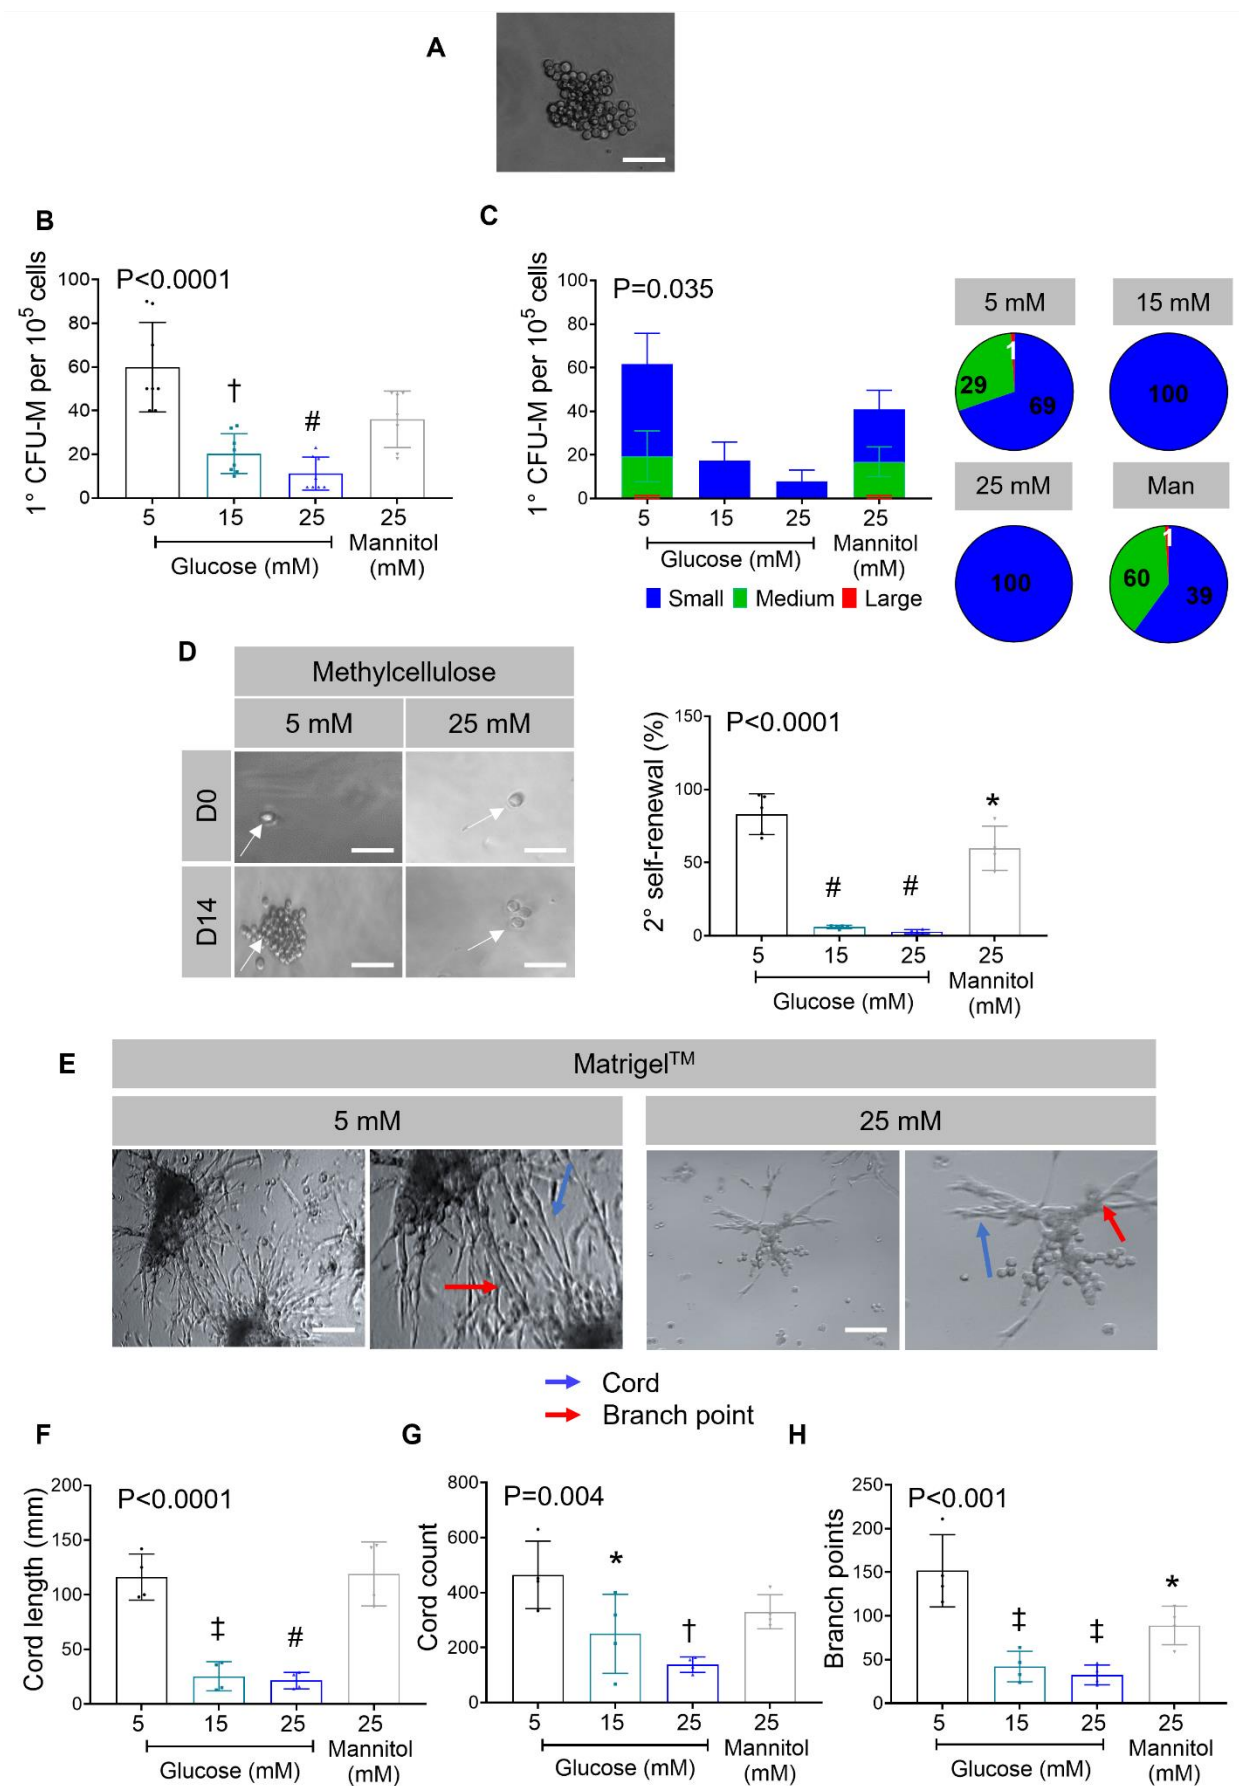 A
B
1° CFU-M per 10⁵ cells
P<0.0001
100
80
60
40
20
0
5
15
25
25
†
#
Glucose (mM)
Mannitol
(mM)
C
1° CFU-M per 10⁵ cells
P=0.035
100
80
60
40
20
0
5
15
25
25
Glucose (mM)
Mannitol
(mM)
Small
Medium
Large
5 mM
15 mM
1
29
69
100
25 mM
Man
100
1
60
39
D
Methylcellulose
5 mM
25 mM
D0
D14
2° self-renewal (%)
P<0.0001
150
100
50
0
#
#
*
5
15
25
25
Glucose (mM)
Mannitol
(mM)
E
Matrigel™
5 mM
25 mM
Cord
Branch point
F
Cord length (mm)
P<0.0001
200
150
100
50
0
‡
#
5
15
25
25
Glucose (mM)
Mannitol
(mM)
G
Cord count
P=0.004
800
600
400
200
0
*
†
5
15
25
25
Glucose (mM)
Mannitol
(mM)
H
Branch points
P<0.001
250
200
150
100
50
0
‡
‡
*
5
15
25
25
Glucose (mM)
Mannitol
(mM)